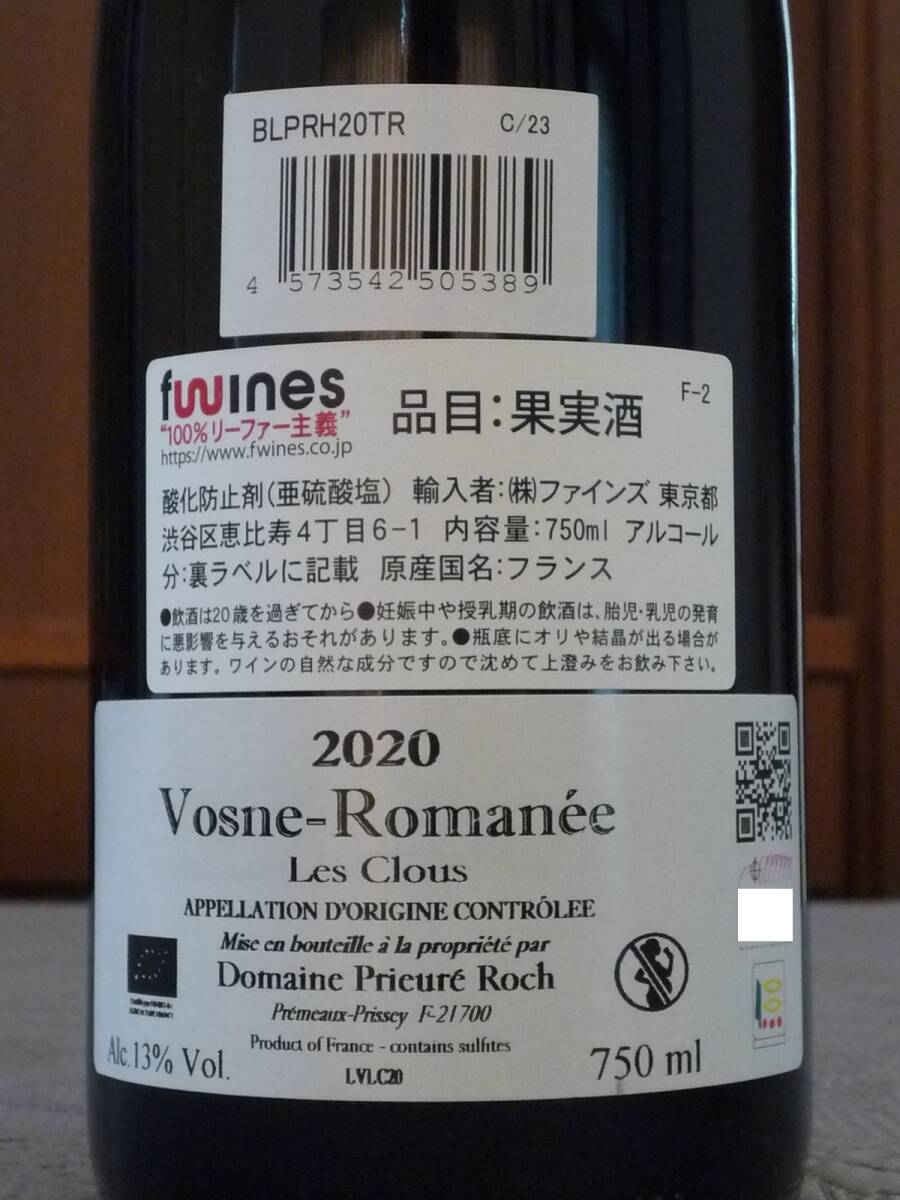 BLPRH20TR C/23
4 573542 505389
fwines
"100%リーファー主義"
https://www.fwines.co.jp
品目:果実酒
F-2
酸化防止剤(亜硫酸塩) 輸入者:㈱ファインズ 東京都
渋谷区恵比寿4丁目6-1 内容量:750ml アルコール
分:裏ラベルに記載 原産国名:フランス
●飲酒は20歳を過ぎてから●妊娠中や授乳期の飲酒は、胎児・乳児の発育
に悪影響を与えるおそれがあります。●瓶底にオリや結晶が出る場合が
あります。ワインの自然な成分ですので沈めて上澄みをお飲み下さい。
2020
Vosne-Romanée
Les Clous
APPELLATION D'ORIGINE CONTRÔLÉE
Mise en bouteille à la propriété par
Domaine Prieuré Roch
Prémeaux-Prissey F-21700
Product of France - contains sulfites
Alc.13% Vol.
750 ml
LVLC20